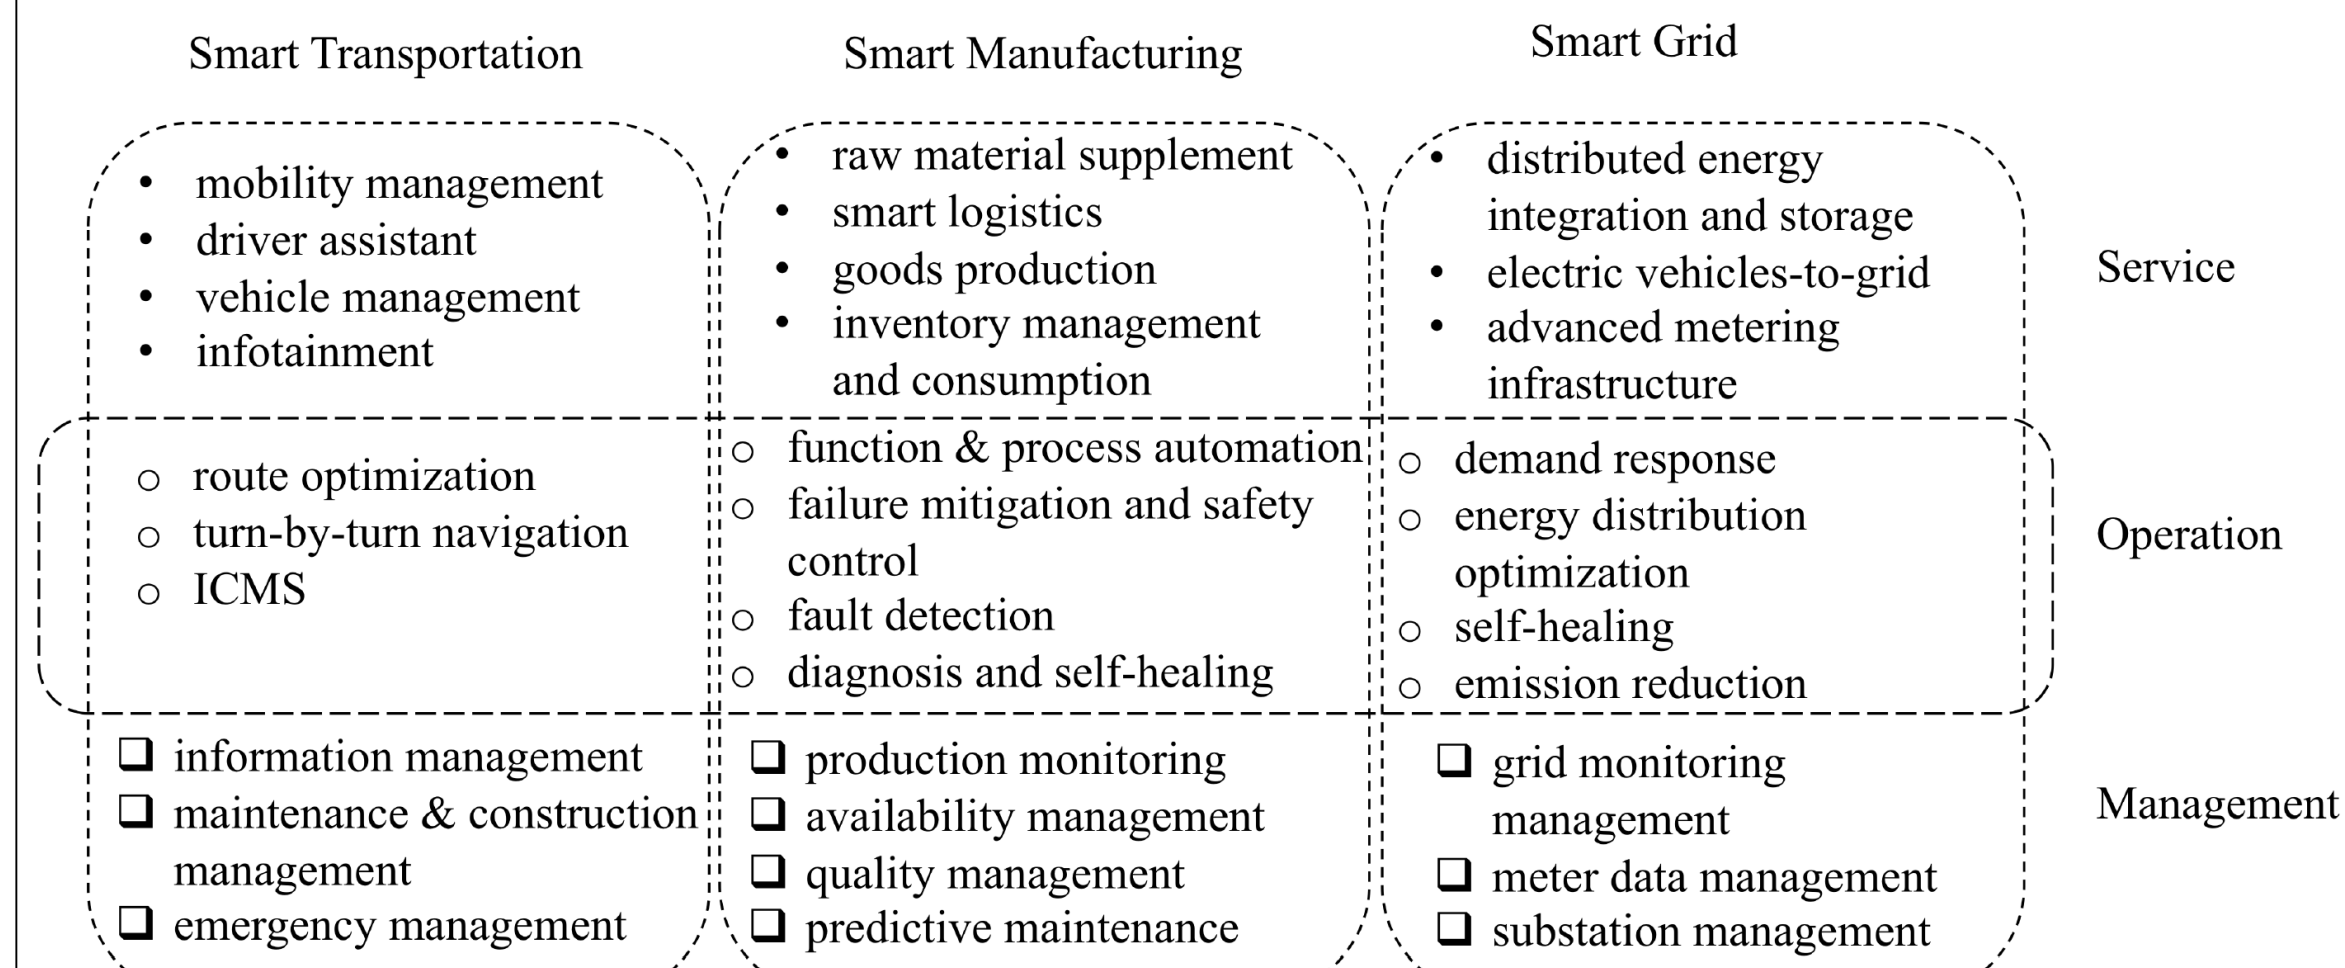 Smart Transportation
Smart Manufacturing
Smart Grid
• mobility management
• driver assistant
• vehicle management
• infotainment
• raw material supplement
• smart logistics
• goods production
• inventory management
and consumption
• distributed energy
integration and storage
• electric vehicles-to-grid
• advanced metering
infrastructure
Service
o route optimization
o turn-by-turn navigation
o ICMS
o function & process automation
o failure mitigation and safety
control
o fault detection
o diagnosis and self-healing
o demand response
o energy distribution
optimization
o self-healing
o emission reduction
Operation
❑ information management
❑ maintenance & construction
management
❑ emergency management
❑ production monitoring
❑ availability management
❑ quality management
❑ predictive maintenance
❑ grid monitoring
management
❑ meter data management
❑ substation management
Management